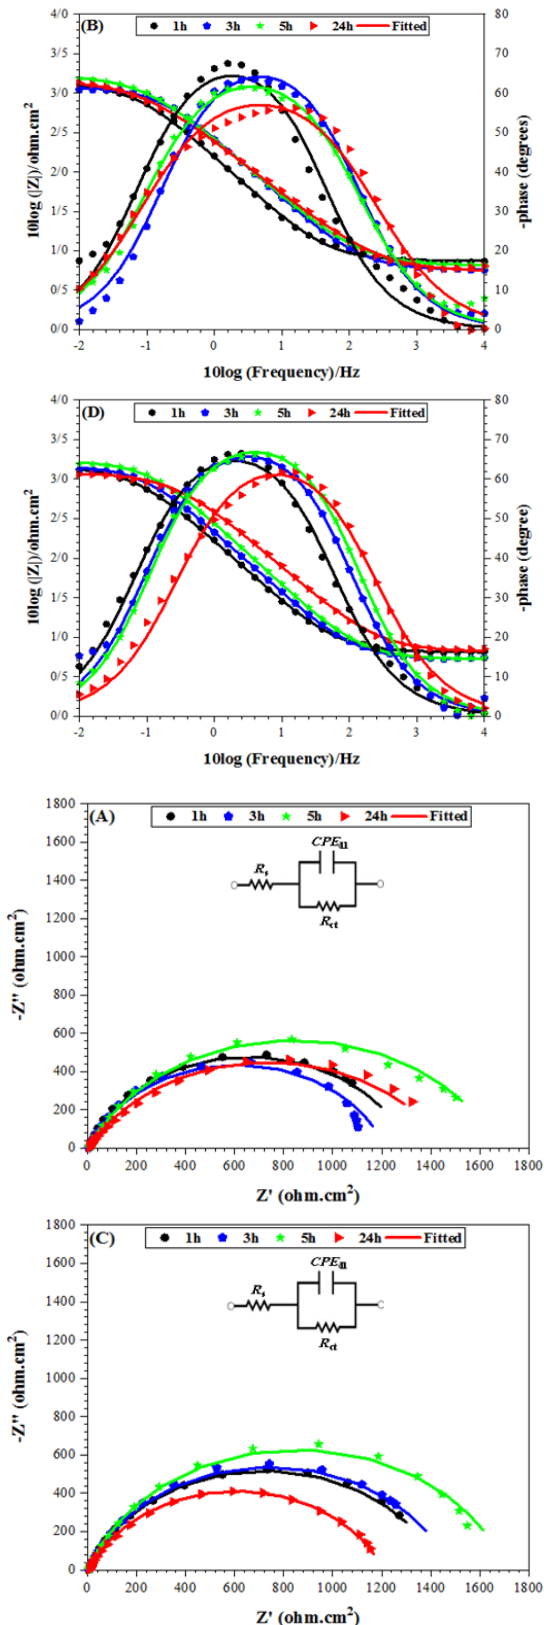 (B) 1h 3h 5h 24h Fitted
4/0 3/5 3/0 2/5 2/0 1/5 1/0 0/5 0/0
10log (|Z|)/ohm.cm2
80 70 60 50 40 30 20 10 0
-phase (degrees)
-2 -1 0 1 2 3 4
10log (Frequency)/Hz
(D) 1h 3h 5h 24h Fitted
4/0 3/5 3/0 2/5 2/0 1/5 1/0 0/5 0/0
10log (|Z|)/ohm.cm2
80 70 60 50 40 30 20 10 0
-phase (degree)
-2 -1 0 1 2 3 4
10log (Frequency)/Hz
(A) 1h 3h 5h 24h Fitted
CPEdl
Rs
Rct
1800 1600 1400 1200 1000 800 600 400 200 0
-Z" (ohm.cm2)
0 200 400 600 800 1000 1200 1400 1600 1800
Z' (ohm.cm2)
(C) 1h 3h 5h 24h Fitted
CPEdl
Rs
Rct
1800 1600 1400 1200 1000 800 600 400 200 0
-Z" (ohm.cm2)
0 200 400 600 800 1000 1200 1400 1600 1800
Z' (ohm.cm2)